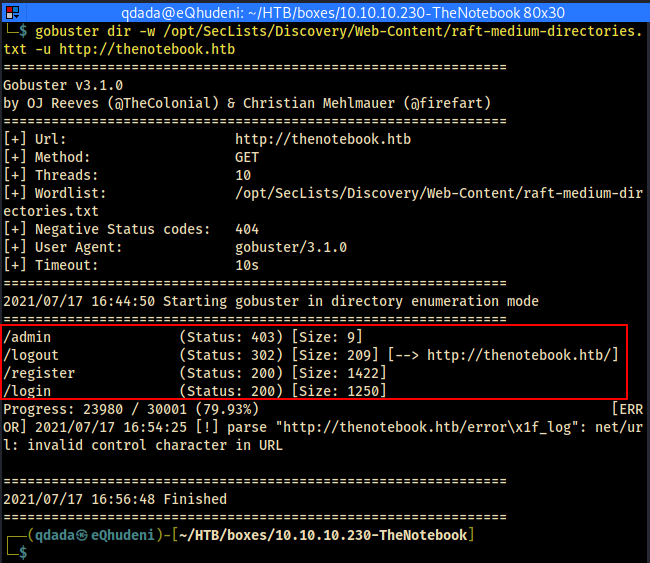 qdada@eQhudeni: ~/HTB/boxes/10.10.10.230-TheNotebook 80x30
└─$ gobuster dir -w /opt/SecLists/Discovery/Web-Content/raft-medium-directories.
txt -u http://thenotebook.htb
===============================================================
Gobuster v3.1.0
by OJ Reeves (@TheColonial) & Christian Mehlmauer (@firefart)
===============================================================
[+] Url:                     http://thenotebook.htb
[+] Method:                  GET
[+] Threads:                 10
[+] Wordlist:                /opt/SecLists/Discovery/Web-Content/raft-medium-dir
ectories.txt
[+] Negative Status codes:   404
[+] User Agent:              gobuster/3.1.0
[+] Timeout:                 10s
===============================================================
2021/07/17 16:44:50 Starting gobuster in directory enumeration mode
===============================================================
/admin                (Status: 403) [Size: 9]
/logout               (Status: 302) [Size: 209] [--> http://thenotebook.htb/]
/register             (Status: 200) [Size: 1422]
/login                (Status: 200) [Size: 1250]
Progress: 23980 / 30001 (79.93%)                                            [ERR
OR] 2021/07/17 16:54:25 [!] parse "http://thenotebook.htb/error\x1f_log": net/ur
l: invalid control character in URL
===============================================================
2021/07/17 16:56:48 Finished
===============================================================
┌──(qdada㉿eQhudeni)-[~/HTB/boxes/10.10.10.230-TheNotebook]
└─$